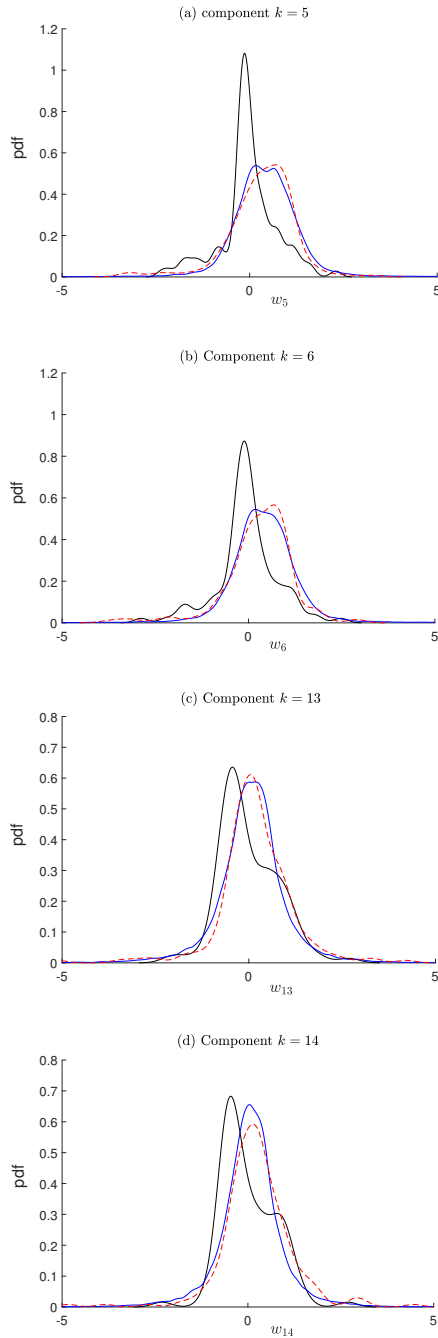 (a) component k = 5
1.2
1
0.8
0.6
0.4
0.2
0
pdf
-5 0 5
w5
(b) Component k = 6
1.2
1
0.8
0.6
0.4
0.2
0
pdf
-5 0 5
w6
(c) Component k = 13
0.8
0.7
0.6
0.5
0.4
0.3
0.2
0.1
0
pdf
-5 0 5
w13
(d) Component k = 14
0.8
0.7
0.6
0.5
0.4
0.3
0.2
0.1
0
pdf
-5 0 5
w14